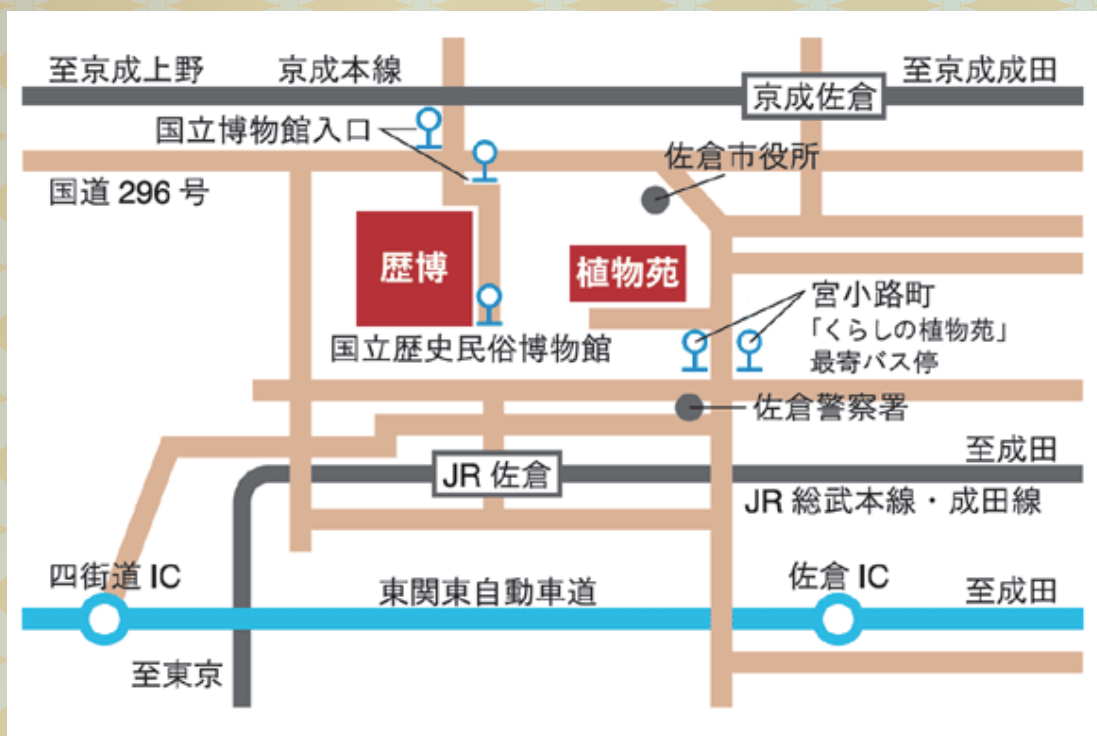 至京成上野
京成本線
至京成成田
京成佐倉
国立博物館入口
佐倉市役所
国道 296 号
歴博
植物苑
宮小路町
「くらしの植物苑」
最寄バス停
国立歴史民俗博物館
佐倉警察署
至成田
JR 佐倉
JR 総武本線・成田線
四街道 IC
東関東自動車道
佐倉 IC
至成田
至東京